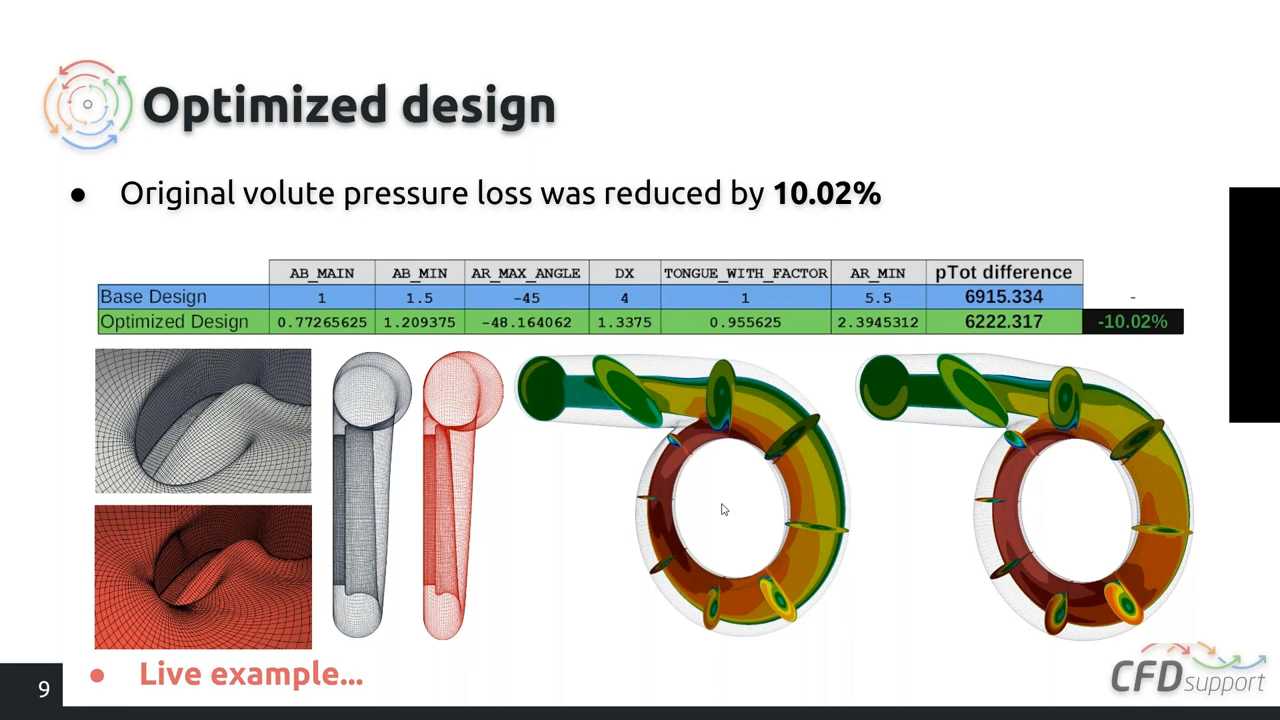 Optimized design
● Original volute pressure loss was reduced by 10.02%
AB_MAIN AB_MIN AR_MAX_ANGLE DX TONGUE_WITH_FACTOR AR_MIN pTot difference
Base Design 1 1.5 -45 4 1 5.5 6915.334 -
Optimized Design 0.77265625 1.209375 -48.164062 1.3375 0.955625 2.3945312 6222.317 -10.02%
● Live example...
9
CFD support